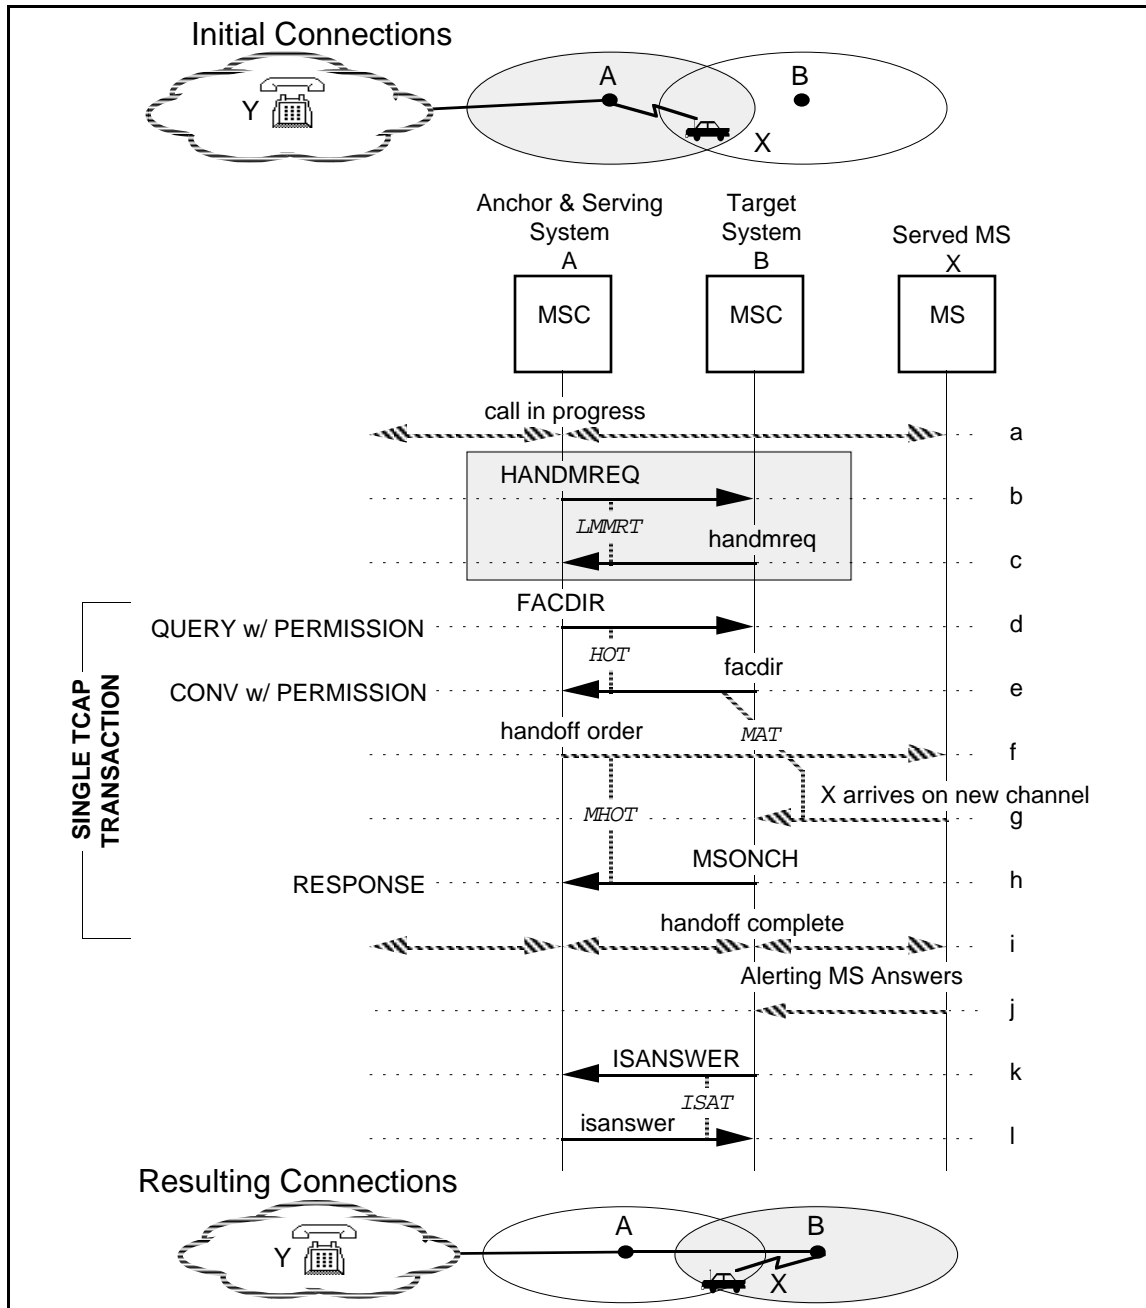 Initial Connections
Y
A
B
X
Anchor & Serving
System
A
Target
System
B
Served MS
X
MSC
MSC
MS
call in progress
a
HANDMREQ
b
LMMRT
handmreq
c
FACDIR
QUERY w/ PERMISSION
d
HOT
facdir
CONV w/ PERMISSION
e
SINGLE TCAP
TRANSACTION
handoff order
MAT
f
X arrives on new channel
MHOT
g
MSONCH
RESPONSE
h
handoff complete
i
Alerting MS Answers
j
ISANSWER
k
ISAT
isanswer
l
Resulting Connections
Y
A
B
X